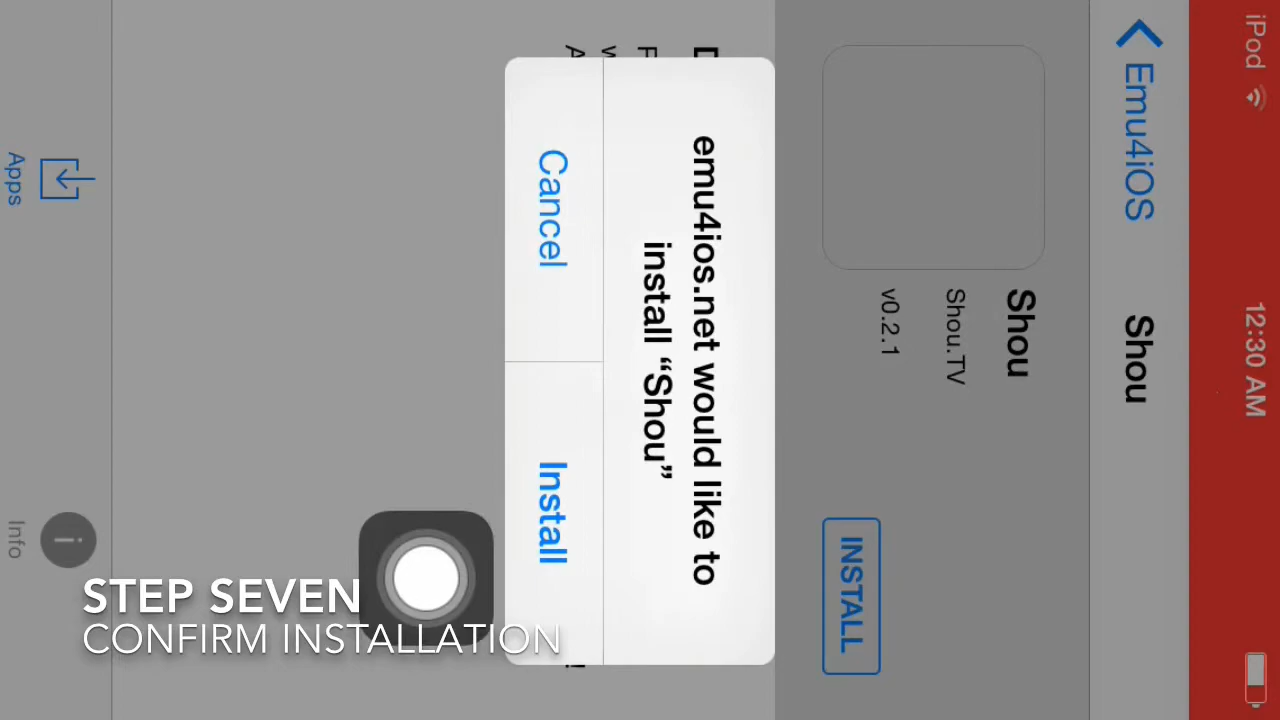 iPod 12:30 AM
Emu4iOS Shou
Shou
Shou.TV
v0.2.1
INSTALL
emu4ios.net would like to
install “Shou”
Cancel Install
Apps Info
STEP SEVEN
CONFIRM INSTALLATION